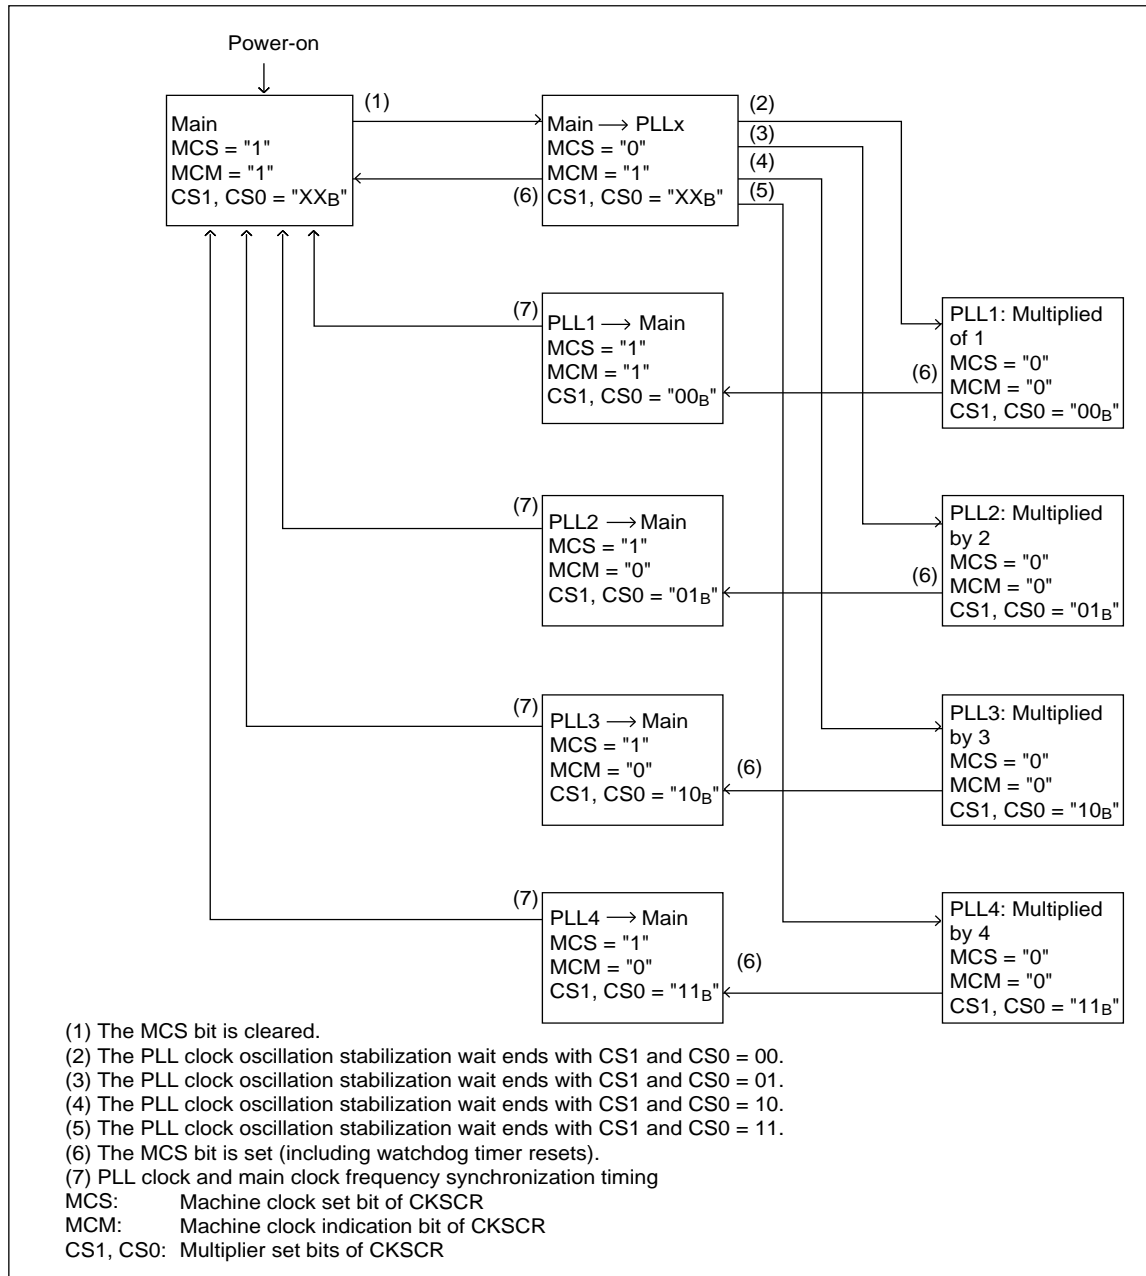 Power-on
(1)
Main
MCS = "1"
MCM = "1"
CS1, CS0 = "XXB"
Main → PLLx
MCS = "0"
MCM = "1"
CS1, CS0 = "XXB"
(2)
(3)
(4)
(5)
(6)
(7)
PLL1 → Main
MCS = "1"
MCM = "1"
CS1, CS0 = "00B"
(6)
PLL1: Multiplied
of 1
MCS = "0"
MCM = "0"
CS1, CS0 = "00B"
(7)
PLL2 → Main
MCS = "1"
MCM = "0"
CS1, CS0 = "01B"
(6)
PLL2: Multiplied
by 2
MCS = "0"
MCM = "0"
CS1, CS0 = "01B"
(7)
PLL3 → Main
MCS = "1"
MCM = "0"
CS1, CS0 = "10B"
(6)
PLL3: Multiplied
by 3
MCS = "0"
MCM = "0"
CS1, CS0 = "10B"
(7)
PLL4 → Main
MCS = "1"
MCM = "0"
CS1, CS0 = "11B"
(6)
PLL4: Multiplied
by 4
MCS = "0"
MCM = "0"
CS1, CS0 = "11B"
(1) The MCS bit is cleared.
(2) The PLL clock oscillation stabilization wait ends with CS1 and CS0 = 00.
(3) The PLL clock oscillation stabilization wait ends with CS1 and CS0 = 01.
(4) The PLL clock oscillation stabilization wait ends with CS1 and CS0 = 10.
(5) The PLL clock oscillation stabilization wait ends with CS1 and CS0 = 11.
(6) The MCS bit is set (including watchdog timer resets).
(7) PLL clock and main clock frequency synchronization timing
MCS: Machine clock set bit of CKSCR
MCM: Machine clock indication bit of CKSCR
CS1, CS0: Multiplier set bits of CKSCR